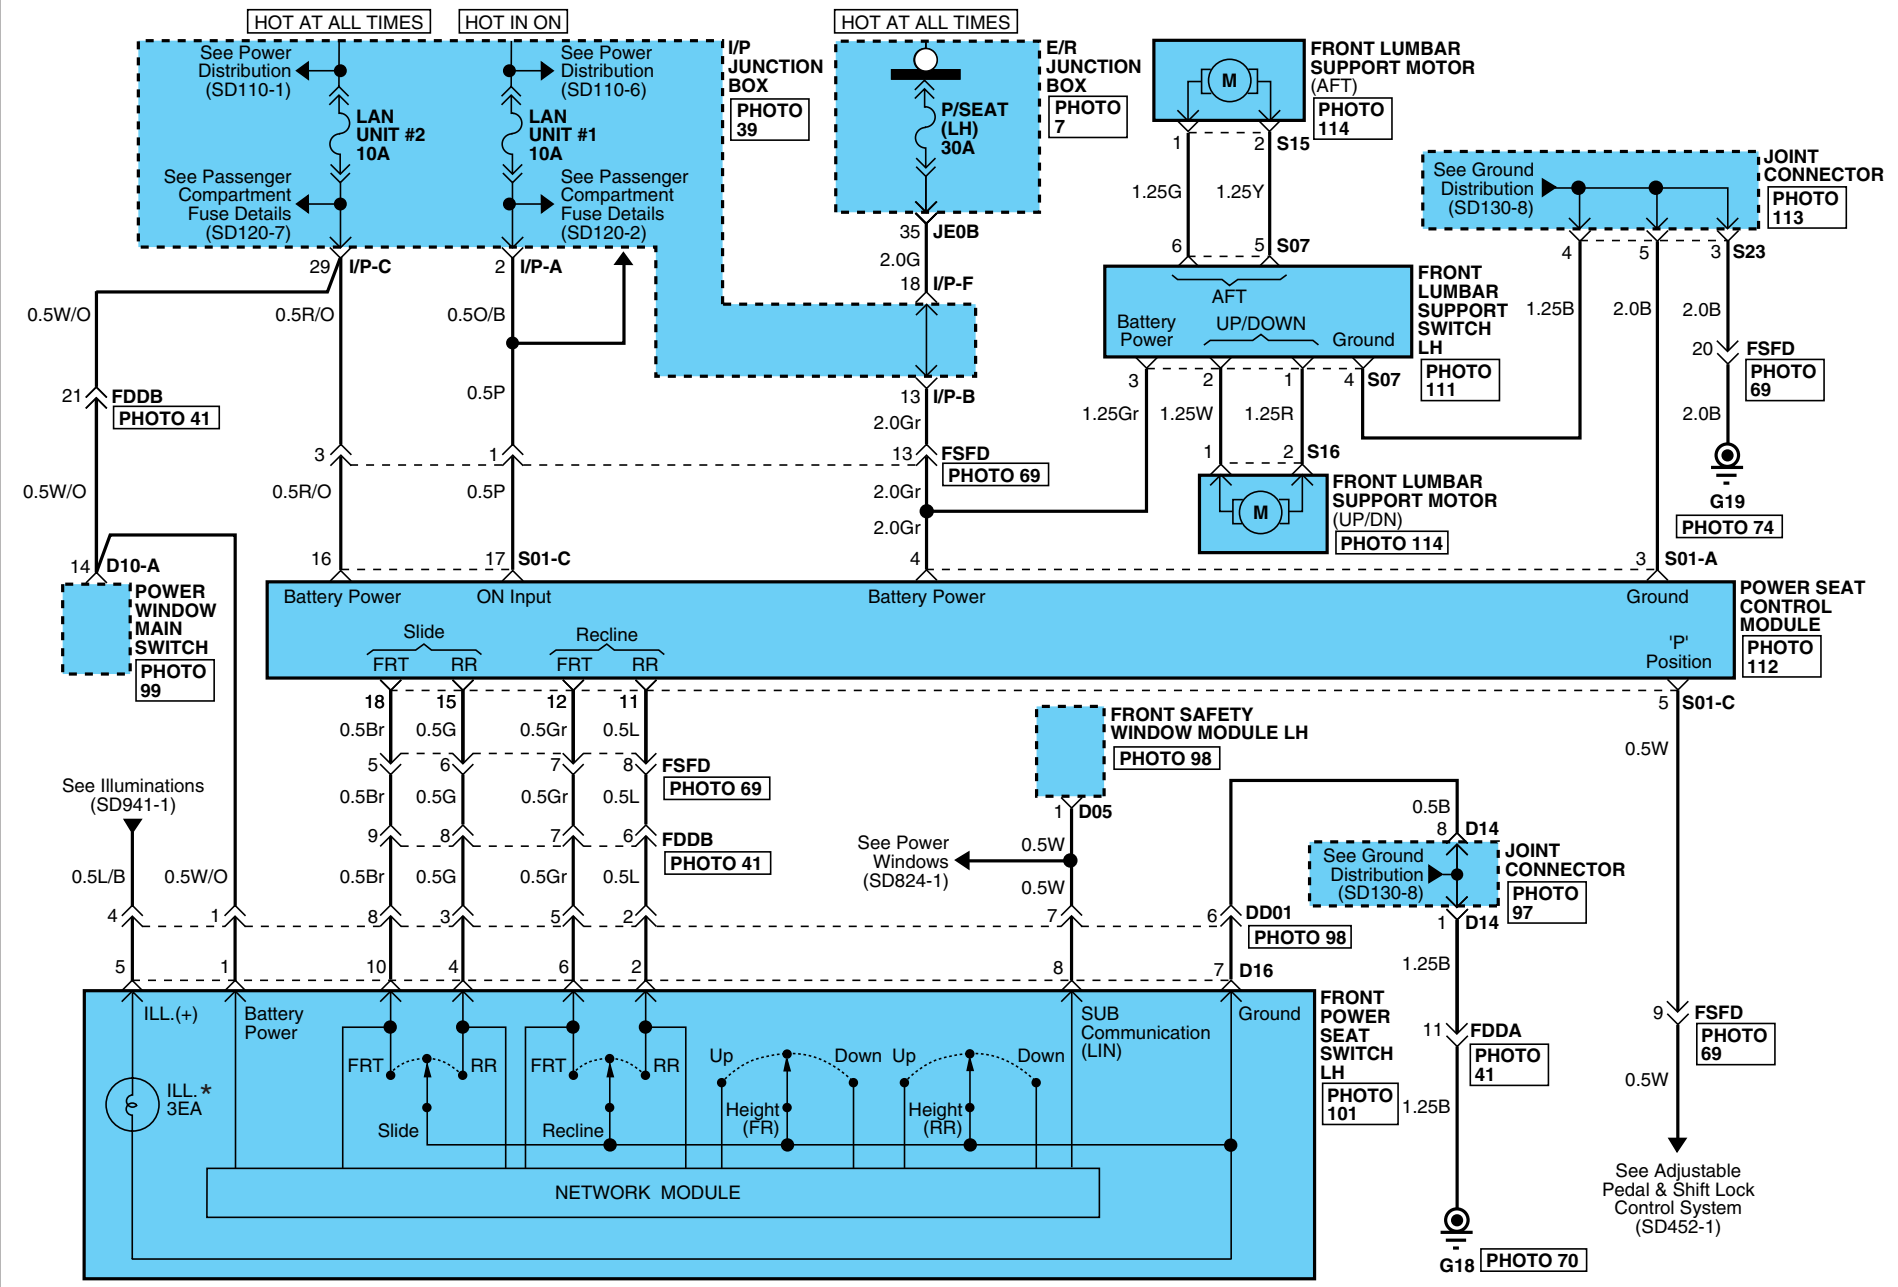 HOT AT ALL TIMES
HOT IN ON
HOT AT ALL TIMES
See Power
Distribution
(SD110-1)
LAN
UNIT #2
10A
See Passenger
Compartment
Fuse Details
(SD120-7)
See Power
Distribution
(SD110-6)
LAN
UNIT #1
10A
See Passenger
Compartment
Fuse Details
(SD120-2)
I/P
JUNCTION
BOX
PHOTO
39
P/SEAT
(LH)
30A
E/R
JUNCTION
BOX
PHOTO
7
M
FRONT LUMBAR
SUPPORT MOTOR
(AFT)
PHOTO
114
1
2
S15
1.25G
1.25Y
6
5
S07
See Ground
Distribution
(SD130-8)
JOINT
CONNECTOR
PHOTO
113
4
5
3
S23
29
I/P-C
2
I/P-A
35
JE0B
2.0G
18
I/P-F
0.5W/O
0.5R/O
0.5O/B
AFT
Battery
Power
UP/DOWN
Ground
FRONT
LUMBAR
SUPPORT
SWITCH
LH
PHOTO
111
1.25B
2.0B
2.0B
20
FSFD
PHOTO
69
2.0B
G19
PHOTO 74
21
FDDB
PHOTO 41
0.5P
13
I/P-B
2.0Gr
3
2
1
4
S07
1.25Gr
1.25W
1.25R
3
1
13
FSFD
PHOTO 69
1
2
S16
0.5W/O
0.5R/O
0.5P
2.0Gr
2.0Gr
M
FRONT LUMBAR
SUPPORT MOTOR
(UP/DN)
PHOTO 114
14
D10-A
16
17
S01-C
4
3
S01-A
POWER
WINDOW
MAIN
SWITCH
PHOTO
99
Battery Power
ON Input
Battery Power
Ground
Slide
Recline
FRT
RR
FRT
RR
'P'
Position
POWER SEAT
CONTROL
MODULE
PHOTO
112
18
15
12
11
5
S01-C
0.5Br
0.5G
0.5Gr
0.5L
0.5W
5
6
7
8
FSFD
PHOTO 69
0.5Br
0.5G
0.5Gr
0.5L
9
8
7
6
FDDB
PHOTO 41
0.5Br
0.5G
0.5Gr
0.5L
See Illuminations
(SD941-1)
0.5L/B
0.5W/O
FRONT SAFETY
WINDOW MODULE LH
PHOTO 98
1
D05
0.5W
See Power
Windows
(SD824-1)
0.5W
0.5B
8
D14
See Ground
Distribution
(SD130-8)
JOINT
CONNECTOR
PHOTO
97
1
D14
1.25B
4
1
8
3
5
2
7
6
DD01
PHOTO 98
5
1
10
4
6
2
8
7
D16
ILL.(+)
Battery
Power
SUB
Communication
(LIN)
Ground
FRONT
POWER
SEAT
SWITCH
LH
PHOTO
101
11
FDDA
PHOTO
41
1.25B
9
FSFD
PHOTO
69
0.5W
FRT
RR
FRT
RR
Up
Down
Up
Down
ILL.*
3EA
Slide
Recline
Height
(FR)
Height
(RR)
NETWORK MODULE
G18
PHOTO 70
See Adjustable
Pedal & Shift Lock
Control System
(SD452-1)